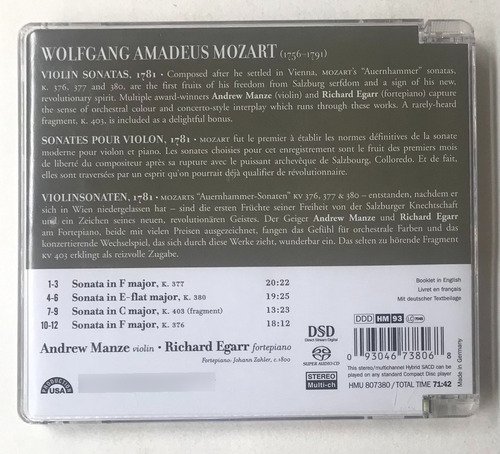 WOLFGANG AMADEUS MOZART (1756–1791)
VIOLIN SONATAS, 1781 • Composed after he settled in Vienna, MOZART'S "Auernhammer" sonatas,
K. 376, 377 and 380, are the first fruits of his freedom from Salzburg serfdom and a sign of his new,
revolutionary spirit. Multiple award-winners Andrew Manze (violin) and Richard Egarr (fortepiano) capture
the sense of orchestral colour and concerto-style interplay which runs through these works. A rarely-heard
fragment, K. 403, is included as a delightful bonus.
SONATES POUR VIOLON, 1781 • MOZART fut le premier à établir les normes définitives de la sonate
moderne pour violon et piano. Les sonates choisies pour cet enregistrement sont le fruit des premiers mois
de liberté du compositeur après sa rupture avec le puissant archevêque de Salzbourg, Colloredo. Et de fait,
elles sont traversées par un esprit qu'on pourrait déjà qualifier de révolutionnaire.
VIOLINSONATEN, 1781 • MOZARTS "Auernhammer-Sonaten" KV 376, 377 & 380 – entstanden, nachdem er
sich in Wien niedergelassen hat – sind die ersten Früchte seiner Freiheit von der Salzburger Knechtschaft
und ein Zeichen seines neuen, revolutionären Geistes. Der Geiger Andrew Manze und Richard Egarr
am Fortepiano, beide mit vielen Preisen ausgezeichnet, fangen das Gefühl für orchestrale Farben und das
konzertierende Wechselspiel, das sich durch diese Werke zieht, wunderbar ein. Das selten zu hörende Fragment
KV 403 erklingt als reizvolle Zugabe.
1-3 Sonata in F major, K. 377 20:22
4-6 Sonata in E-flat major, K. 380 19:25
7-9 Sonata in C major, K. 403 (fragment) 13:23
10-12 Sonata in F major, K. 376 18:12
Andrew Manze violin • Richard Egarr fortepiano
Fortepiano: Johann Zahler, c.1800
PRODUCTION
USA
DSD
Direct Stream Digital
SUPER AUDIO CD
STEREO
Multi-ch
Booklet in English
Livret en français
Mit deutscher Textbeilage
DDD HM 93 LC 7045
0 93046 73806 8
Made in Germany
This stereo/multichannel Hybrid SACD can be
played on any standard Compact Disc player
HMU 807380 / TOTAL TIME 71:42